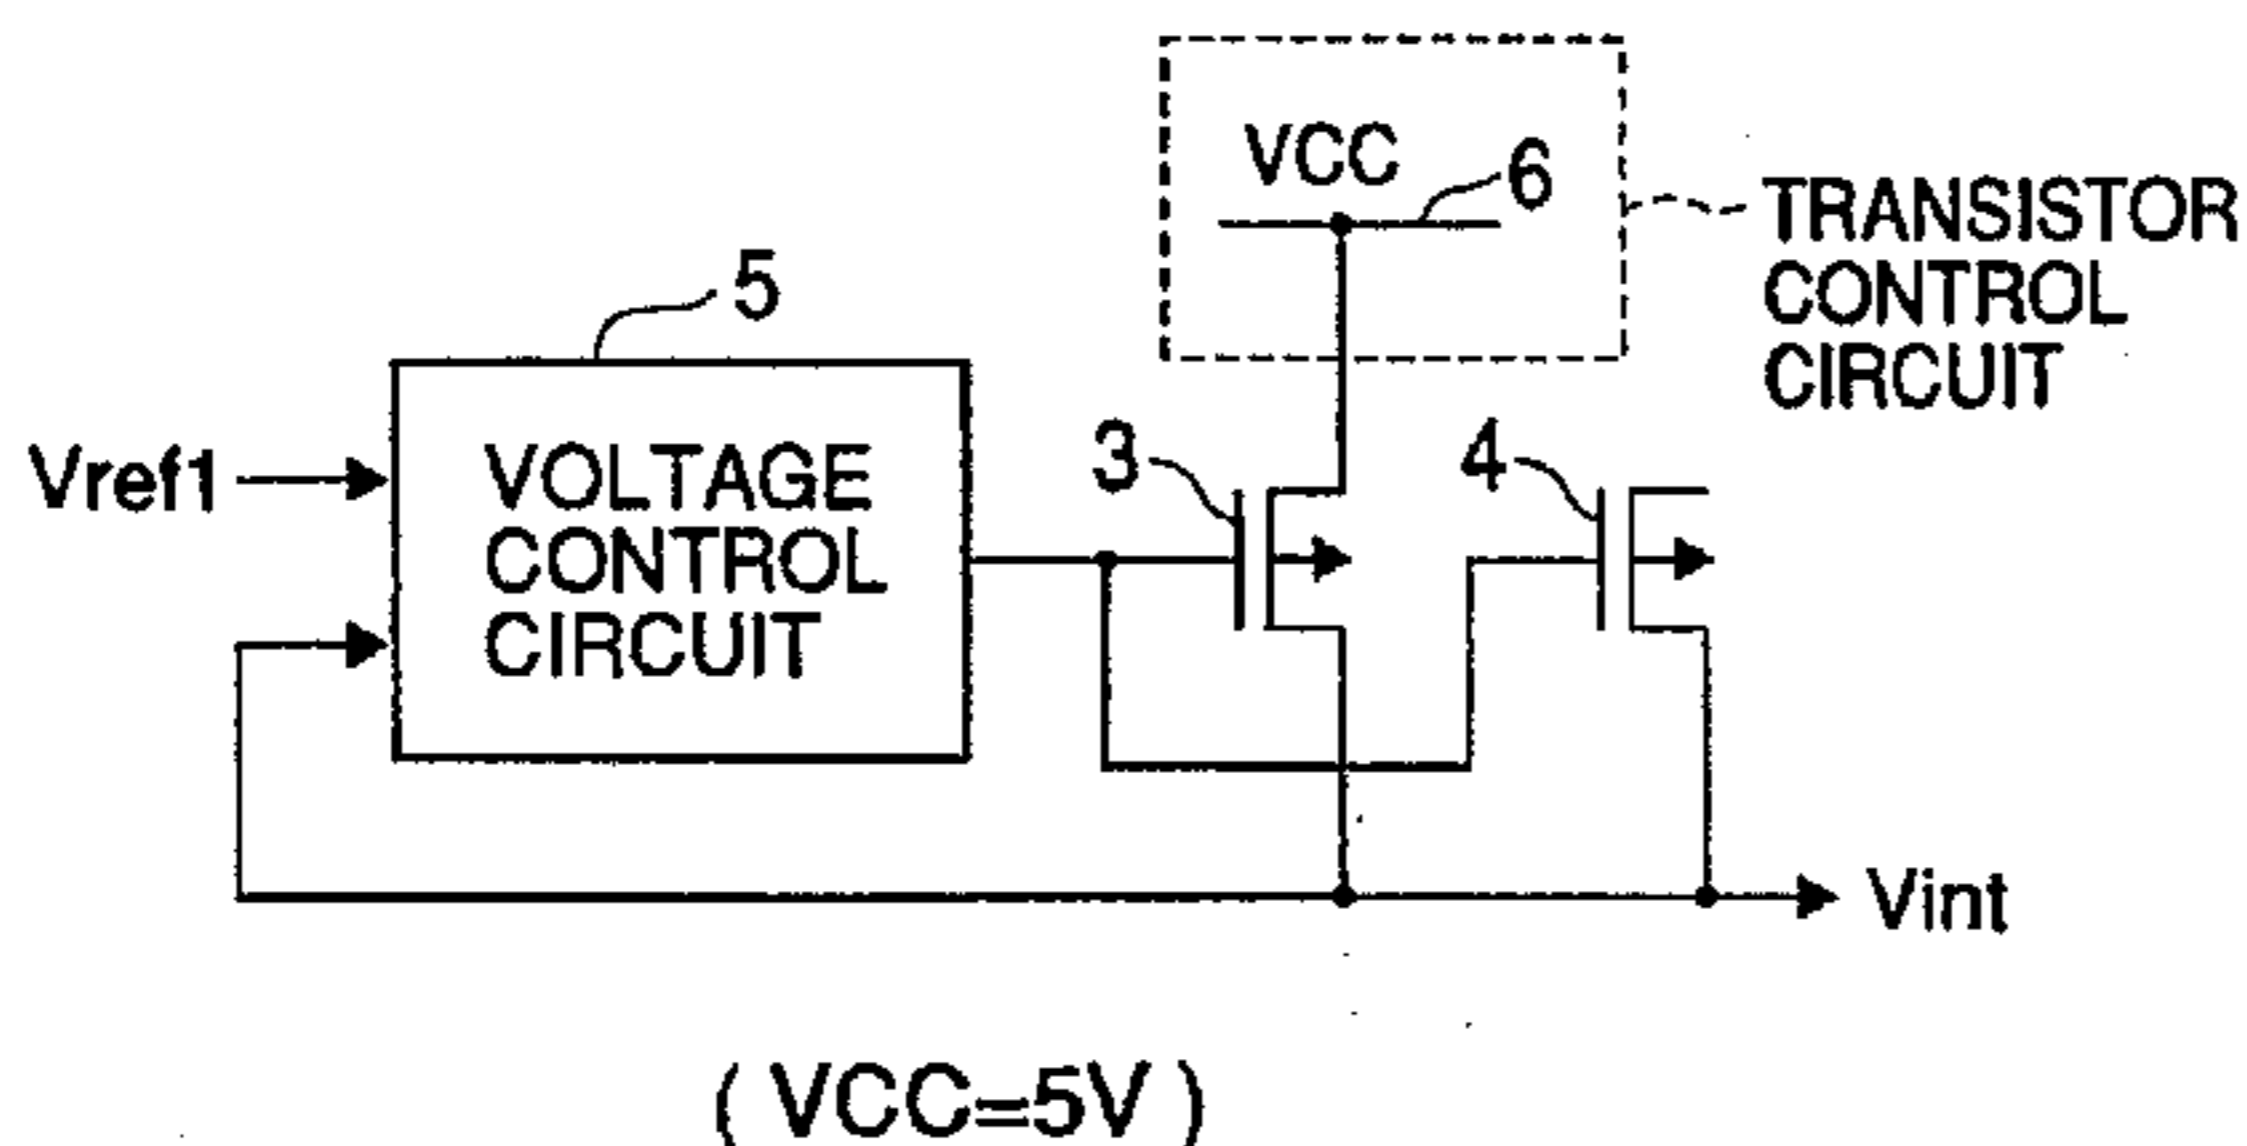 VCC
6
TRANSISTOR
CONTROL
CIRCUIT
5
3
4
Vref1
VOLTAGE
CONTROL
CIRCUIT
Vint
( VCC=5V )